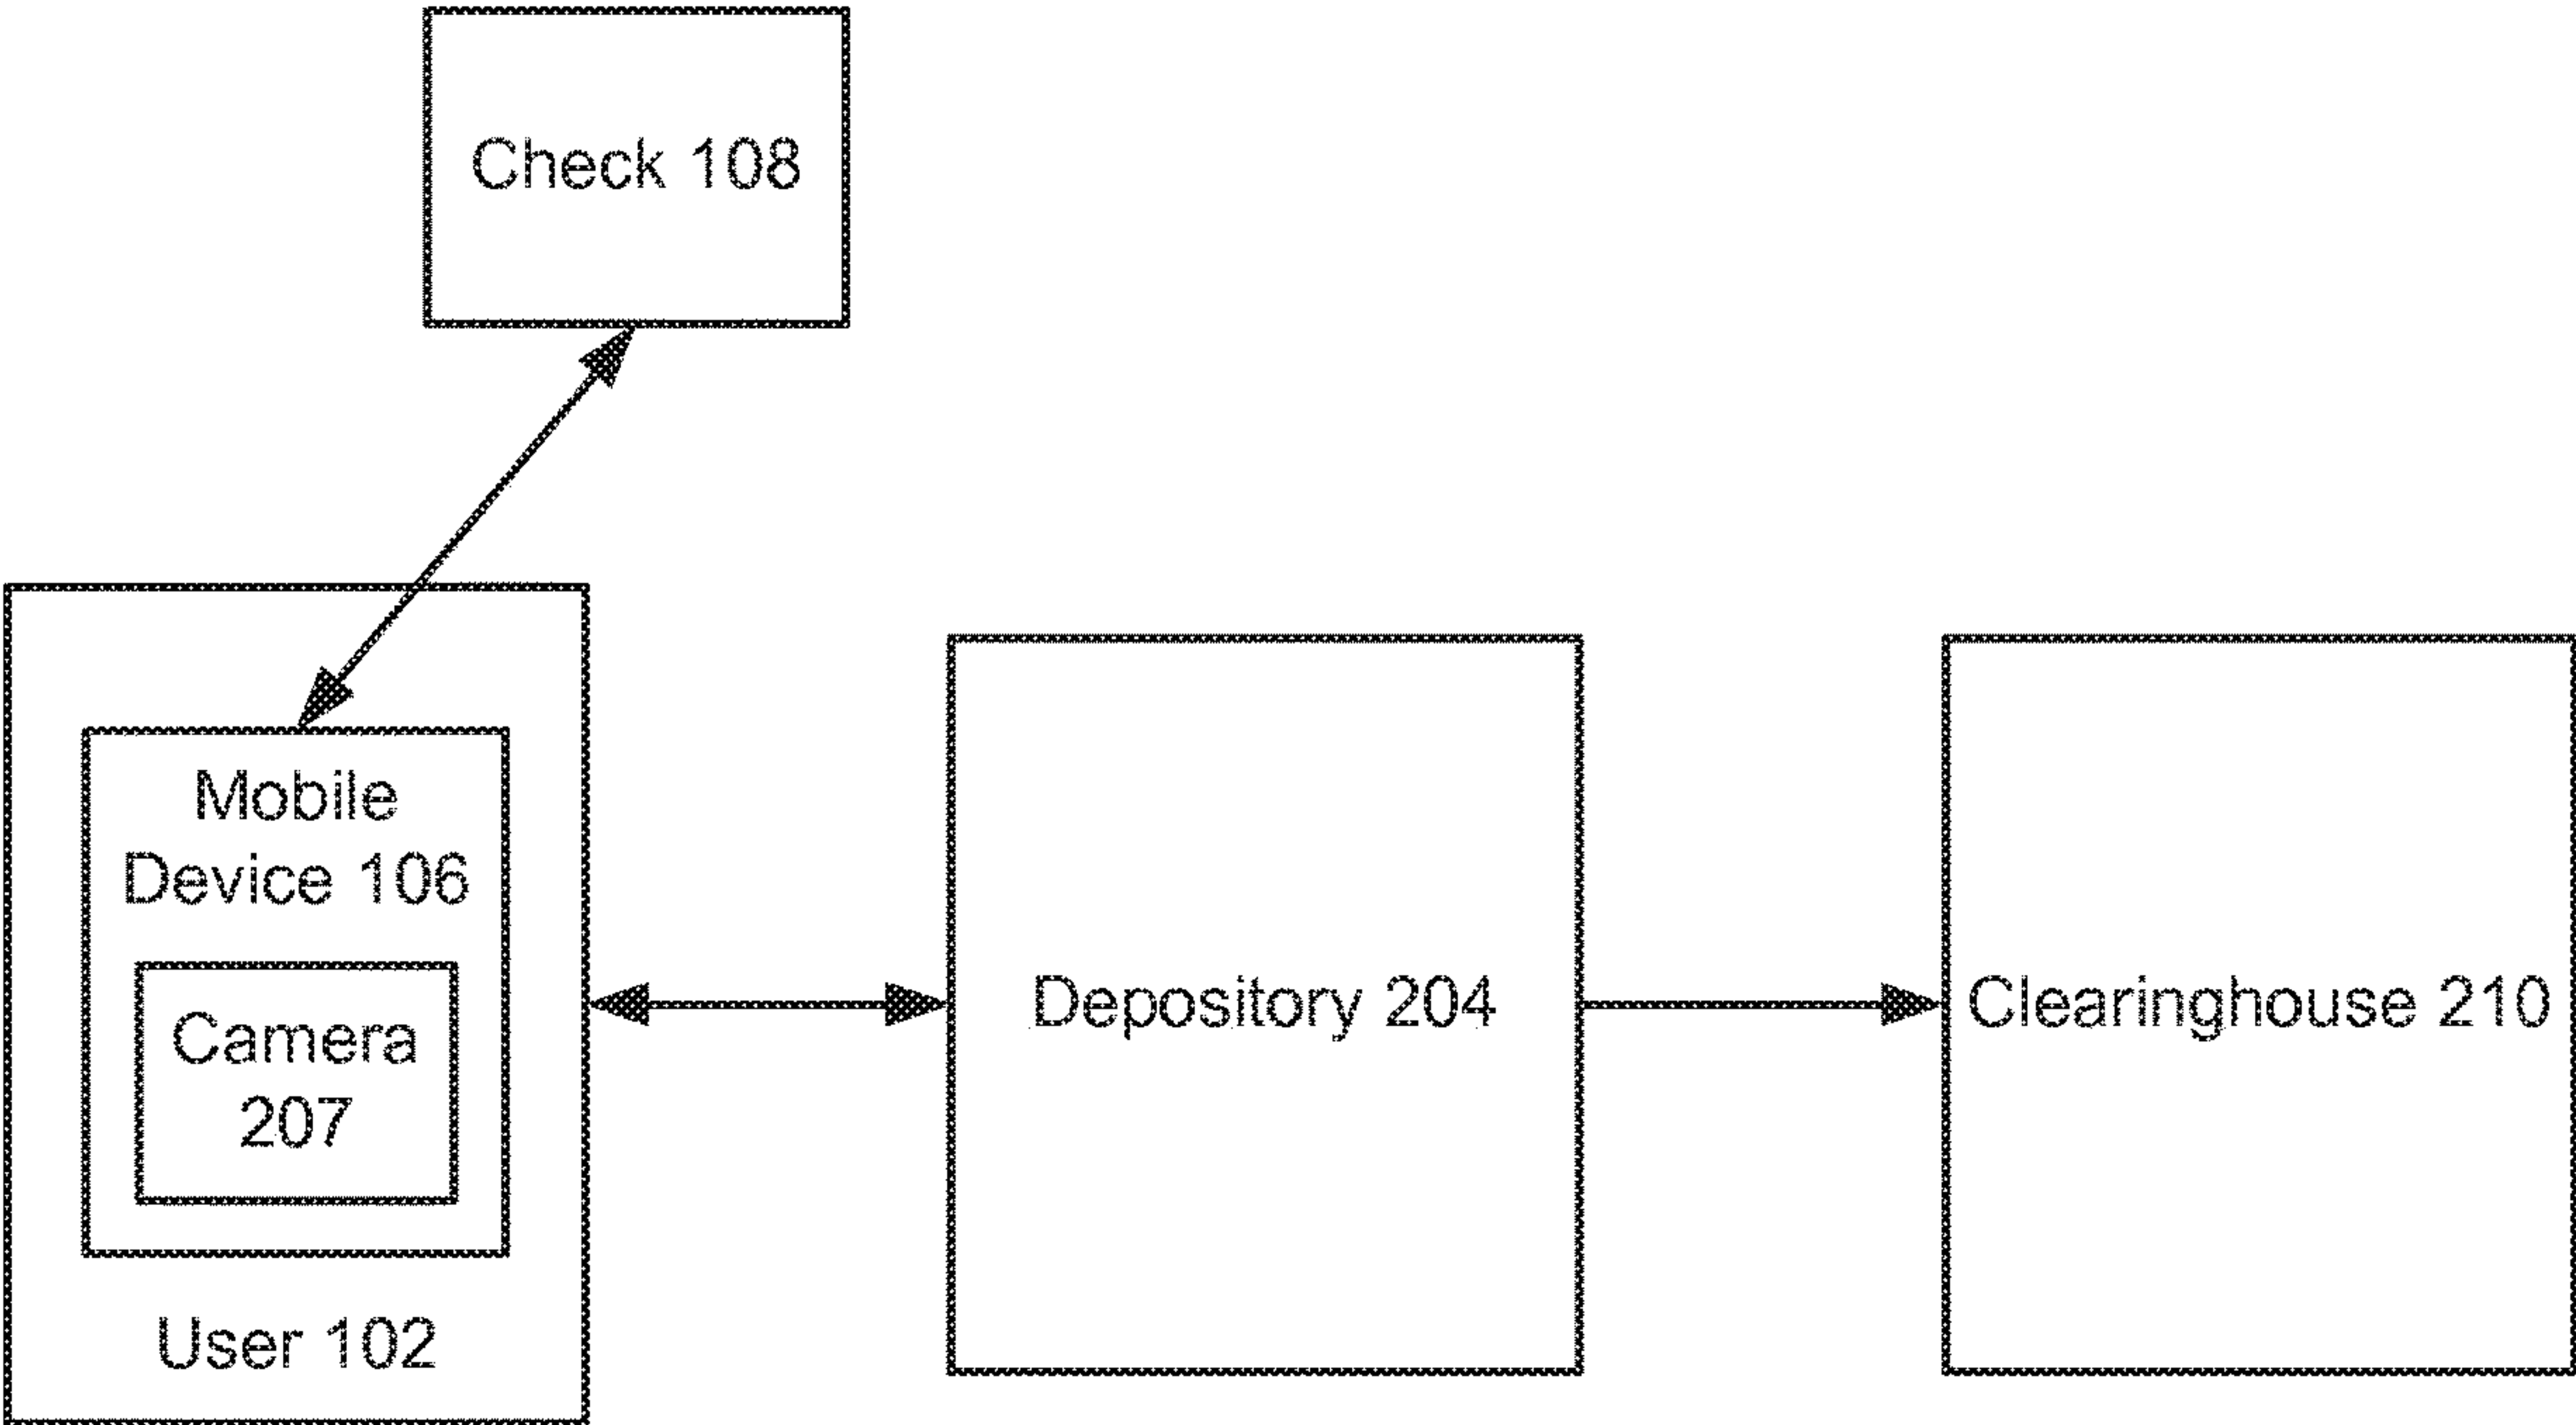 Check 108
Mobile
Device 106
Camera
207
User 102
Depository 204
Clearinghouse 210